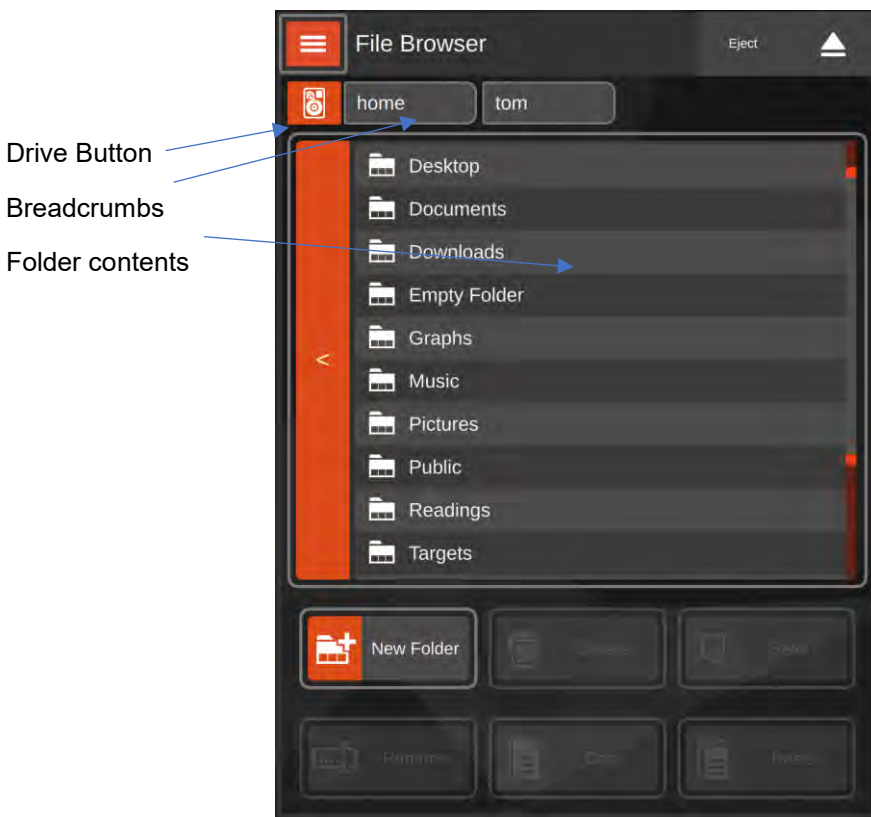 File Browser
Eject
home
tom
Drive Button
Breadcrumbs
Folder contents
Desktop
Documents
Downloads
Empty Folder
Graphs
<
Music
Pictures
Public
Readings
Targets
New Folder